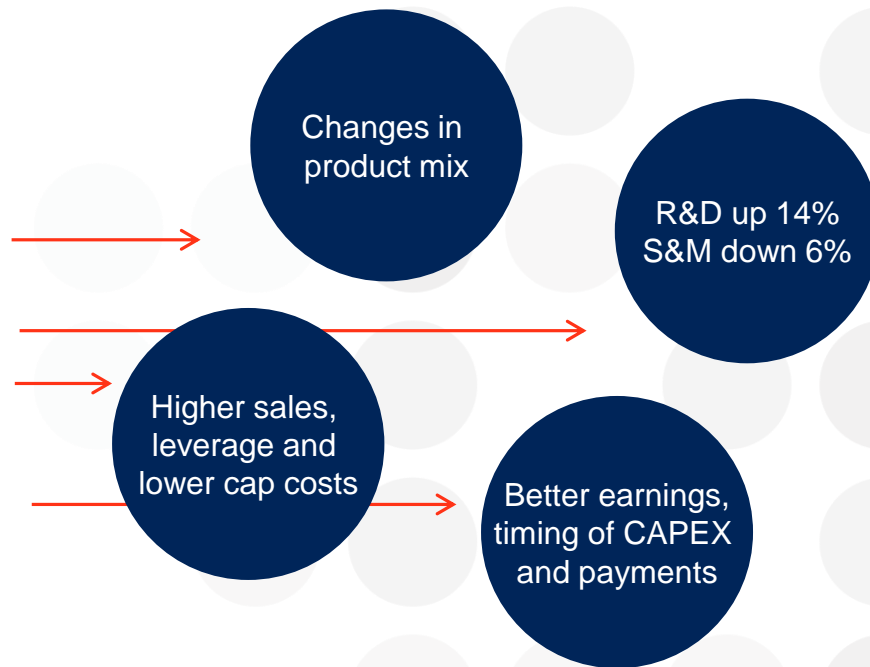 Changes in
product mix
R&D up 14%
S&M down 6%
Higher sales,
leverage and
lower cap costs
Better earnings,
timing of CAPEX
and payments